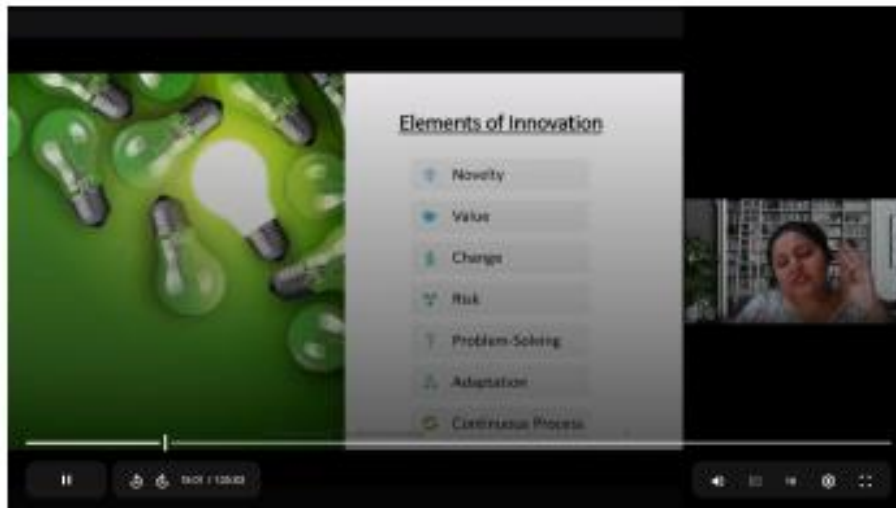 Elements of Innovation
Novelty
Value
Change
Risk
Problem-Solving
Adaptation
Continuous Process